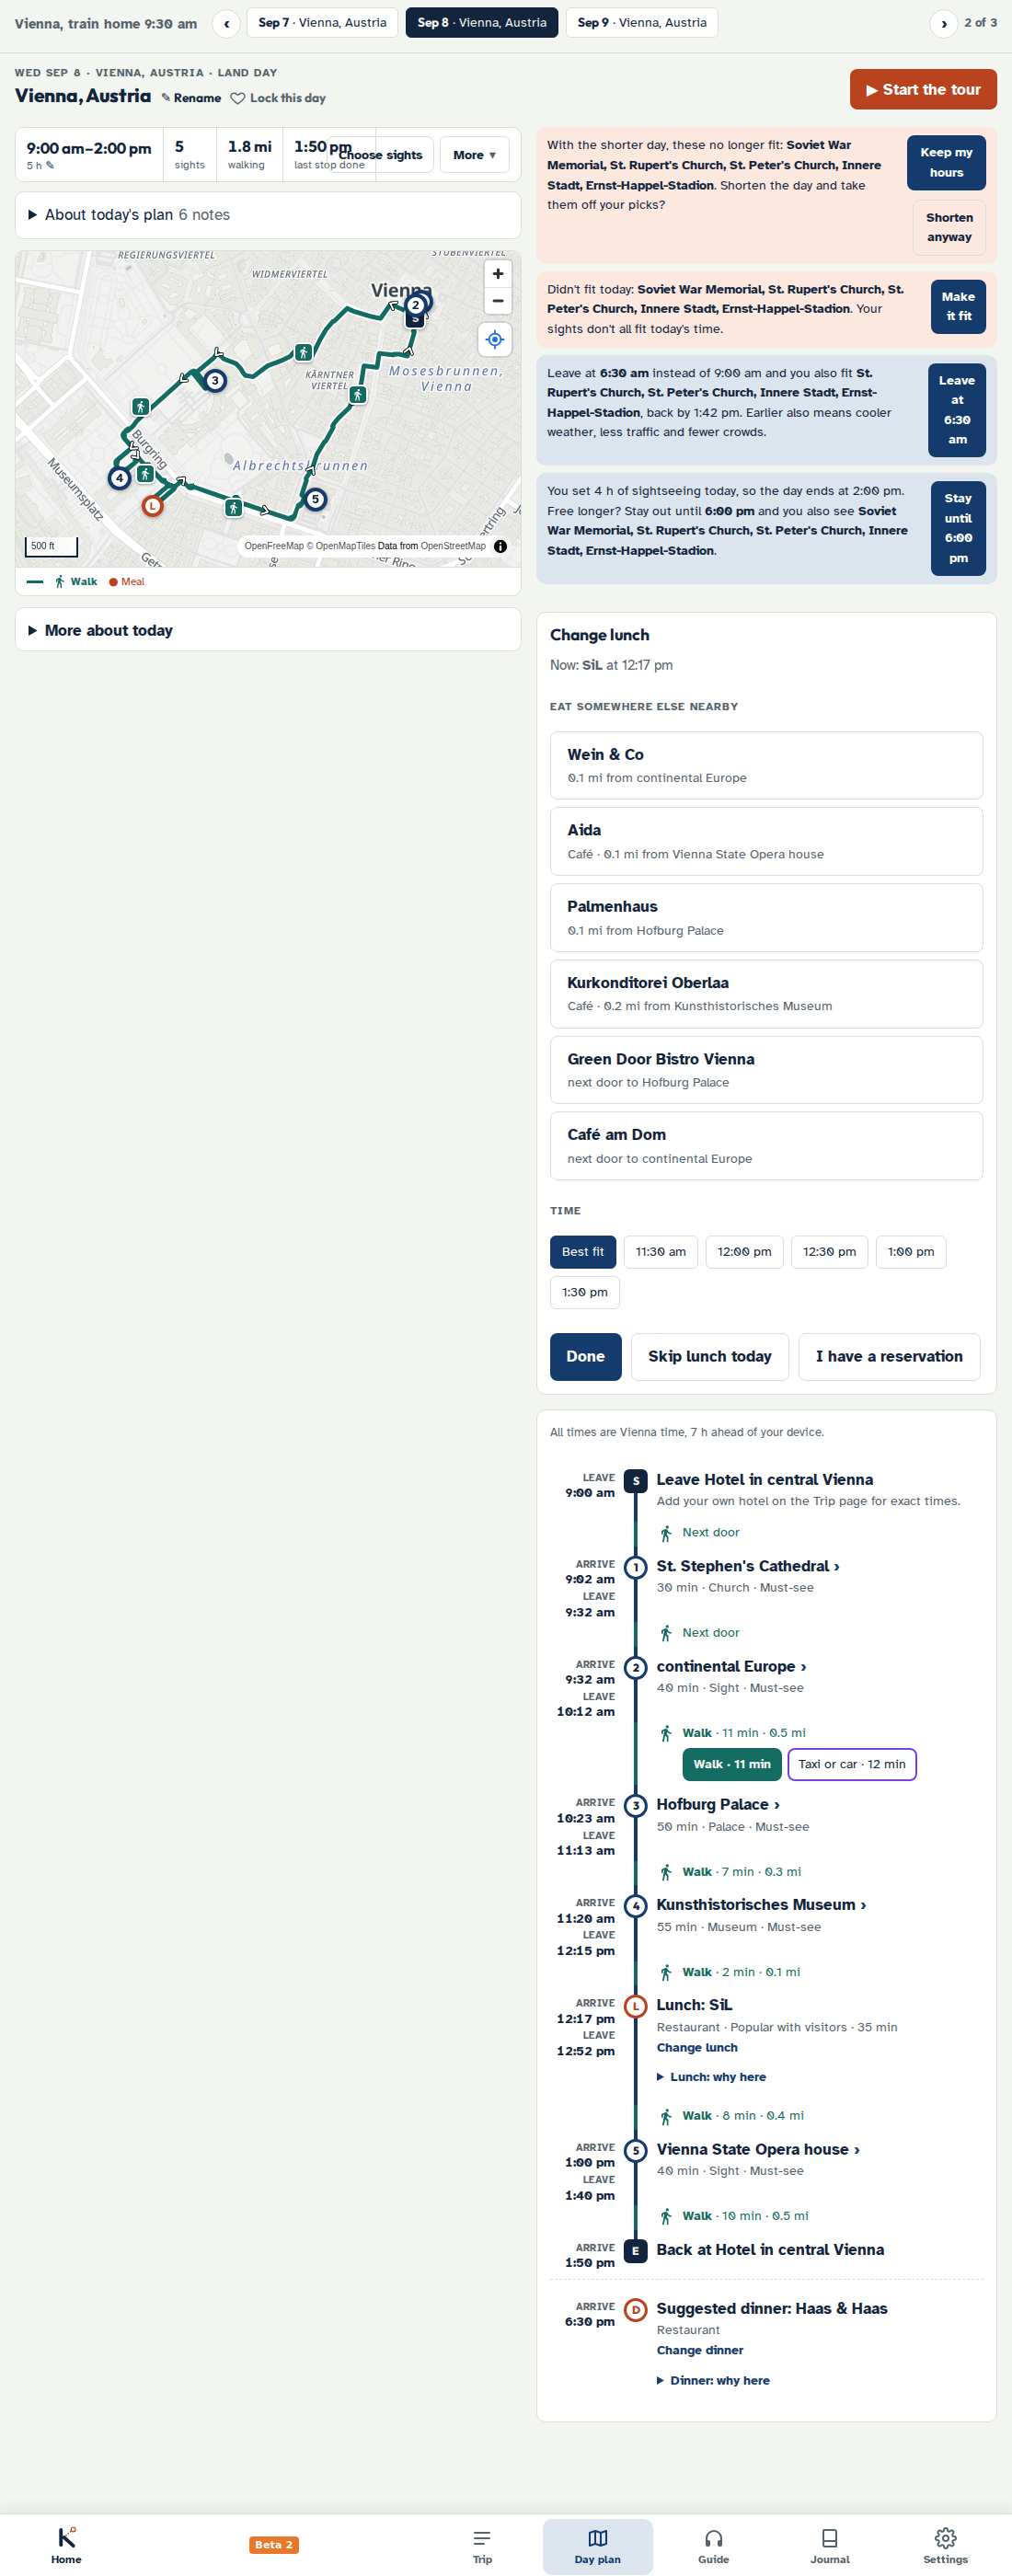 Vienna, train home 9:30 am
‹
Sep 7 · Vienna, Austria
Sep 8 · Vienna, Austria
Sep 9 · Vienna, Austria
›
2 of 3
WED SEP 8 · VIENNA, AUSTRIA · LAND DAY
Vienna, Austria ✎ Rename Lock this day
▶ Start the tour
9:00 am–2:00 pm
5 h ✎
5
sights
1.8 mi
walking
1:50 pm
last stop done
Choose sights
More ▼
▶ About today's plan 6 notes
REGIERUNGSVIERTEL
STUBENVIERTEL
WIDMERVIERTEL
Vienna
2
S
+
−
3
KÄRNTNER
VIERTEL
Mosesbrunnen,
Vienna
Burgring
Museumsplatz
4
L
Albrechtsbrunnen
5
500 ft
OpenFreeMap © OpenMapTiles Data from OpenStreetMap
Walk
Meal
▶ More about today
With the shorter day, these no longer fit: Soviet War
Memorial, St. Rupert's Church, St. Peter's Church, Innere
Stadt, Ernst-Happel-Stadion. Shorten the day and take
them off your picks?
Keep my
hours
Shorten
anyway
Didn't fit today: Soviet War Memorial, St. Rupert's Church, St.
Peter's Church, Innere Stadt, Ernst-Happel-Stadion. Your
sights don't all fit today's time.
Make
it fit
Leave at 6:30 am instead of 9:00 am and you also fit St.
Rupert's Church, St. Peter's Church, Innere Stadt, Ernst-
Happel-Stadion, back by 1:42 pm. Earlier also means cooler
weather, less traffic and fewer crowds.
Leave
at
6:30
am
You set 4 h of sightseeing today, so the day ends at 2:00 pm.
Free longer? Stay out until 6:00 pm and you also see Soviet
War Memorial, St. Rupert's Church, St. Peter's Church, Innere
Stadt, Ernst-Happel-Stadion.
Stay
until
6:00
pm
Change lunch
Now: SiL at 12:17 pm
EAT SOMEWHERE ELSE NEARBY
Wein & Co
0.1 mi from continental Europe
Aida
Café · 0.1 mi from Vienna State Opera house
Palmenhaus
0.1 mi from Hofburg Palace
Kurkonditorei Oberlaa
Café · 0.2 mi from Kunsthistorisches Museum
Green Door Bistro Vienna
next door to Hofburg Palace
Café am Dom
next door to continental Europe
TIME
Best fit
11:30 am
12:00 pm
12:30 pm
1:00 pm
1:30 pm
Done
Skip lunch today
I have a reservation
All times are Vienna time, 7 h ahead of your device.
LEAVE
9:00 am
S
Leave Hotel in central Vienna
Add your own hotel on the Trip page for exact times.
Next door
ARRIVE
9:02 am
LEAVE
9:32 am
1
St. Stephen's Cathedral ›
30 min · Church · Must-see
Next door
ARRIVE
9:32 am
LEAVE
10:12 am
2
continental Europe ›
40 min · Sight · Must-see
Walk · 11 min · 0.5 mi
Walk · 11 min
Taxi or car · 12 min
ARRIVE
10:23 am
LEAVE
11:13 am
3
Hofburg Palace ›
50 min · Palace · Must-see
Walk · 7 min · 0.3 mi
ARRIVE
11:20 am
LEAVE
12:15 pm
4
Kunsthistorisches Museum ›
55 min · Museum · Must-see
Walk · 2 min · 0.1 mi
ARRIVE
12:17 pm
LEAVE
12:52 pm
L
Lunch: SiL
Restaurant · Popular with visitors · 35 min
Change lunch
▶ Lunch: why here
Walk · 8 min · 0.4 mi
ARRIVE
1:00 pm
LEAVE
1:40 pm
5
Vienna State Opera house ›
40 min · Sight · Must-see
Walk · 10 min · 0.5 mi
ARRIVE
1:50 pm
E
Back at Hotel in central Vienna
ARRIVE
6:30 pm
D
Suggested dinner: Haas & Haas
Restaurant
Change dinner
▶ Dinner: why here
Home
Beta 2
Trip
Day plan
Guide
Journal
Settings